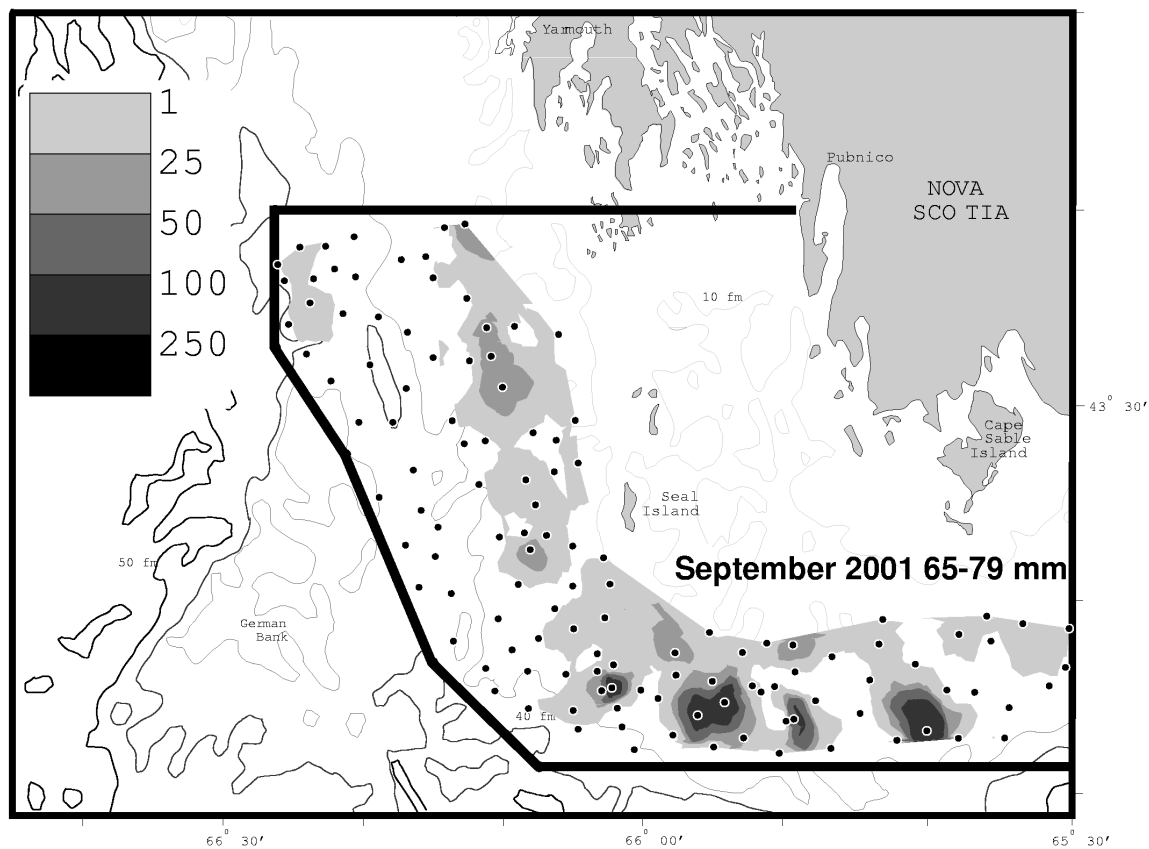 Yarmouth
1
25
50
100
250
Pubnico
NOVA
SCO TIA
10 fm
43° 30′
Cape
Sable
Island
Seal
Island
50 fm
September 2001 65-79 mm
German
Bank
40 fm
66° 30′
66° 00′
65° 30′